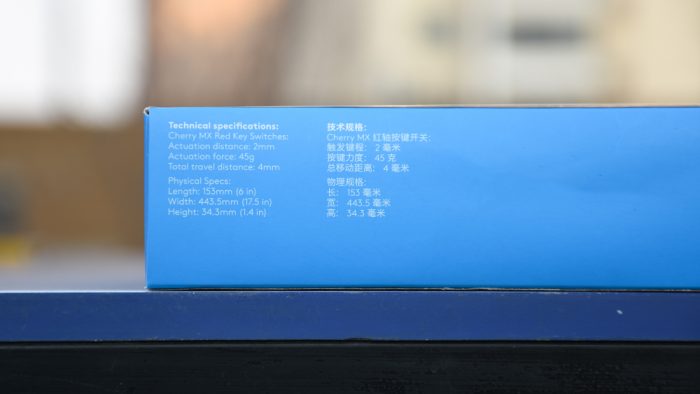 Technical specifications:
Cherry MX Red Key Switches:
Actuation distance: 2mm
Actuation force: 45g
Total travel distance: 4mm
Physical Specs:
Length: 153mm (6 in)
Width: 443.5mm (17.5 in)
Height: 34.3mm (1.4 in)
技术规格:
Cherry MX 红轴按键开关:
触发键程: 2 毫米
按键力度: 45 克
总移动距离: 4 毫米
物理规格:
长: 153 毫米
宽: 443.5 毫米
高: 34.3 毫米